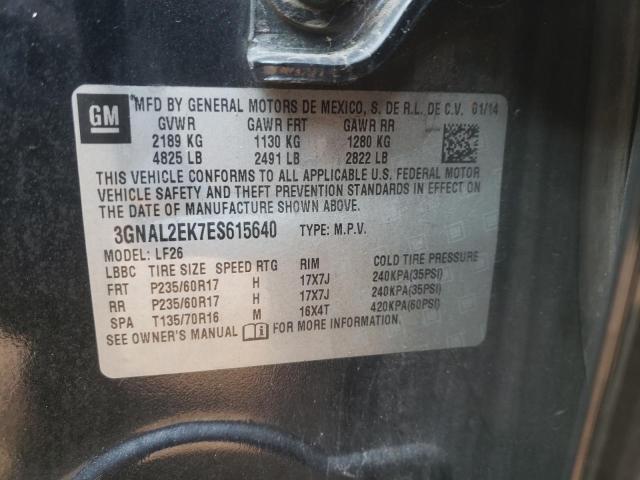 GM MFD BY GENERAL MOTORS DE MEXICO, S. DE R.L. DE C.V. 01/14
GVWR GAWR FRT GAWR RR
2189 KG 1130 KG 1280 KG
4825 LB 2491 LB 2822 LB
THIS VEHICLE CONFORMS TO ALL APPLICABLE U.S. FEDERAL MOTOR
VEHICLE SAFETY AND THEFT PREVENTION STANDARDS IN EFFECT ON
THE DATE OF MANUFACTURE SHOWN ABOVE.
3GNAL2EK7ES615640 TYPE: M.P.V.
MODEL: LF26
LBBC TIRE SIZE SPEED RTG RIM COLD TIRE PRESSURE
FRT P235/60R17 H 17X7J 240KPA(35PSI)
RR P235/60R17 H 17X7J 240KPA(35PSI)
SPA T135/70R16 M 16X4T 420KPA(60PSI)
SEE OWNER'S MANUAL FOR MORE INFORMATION.